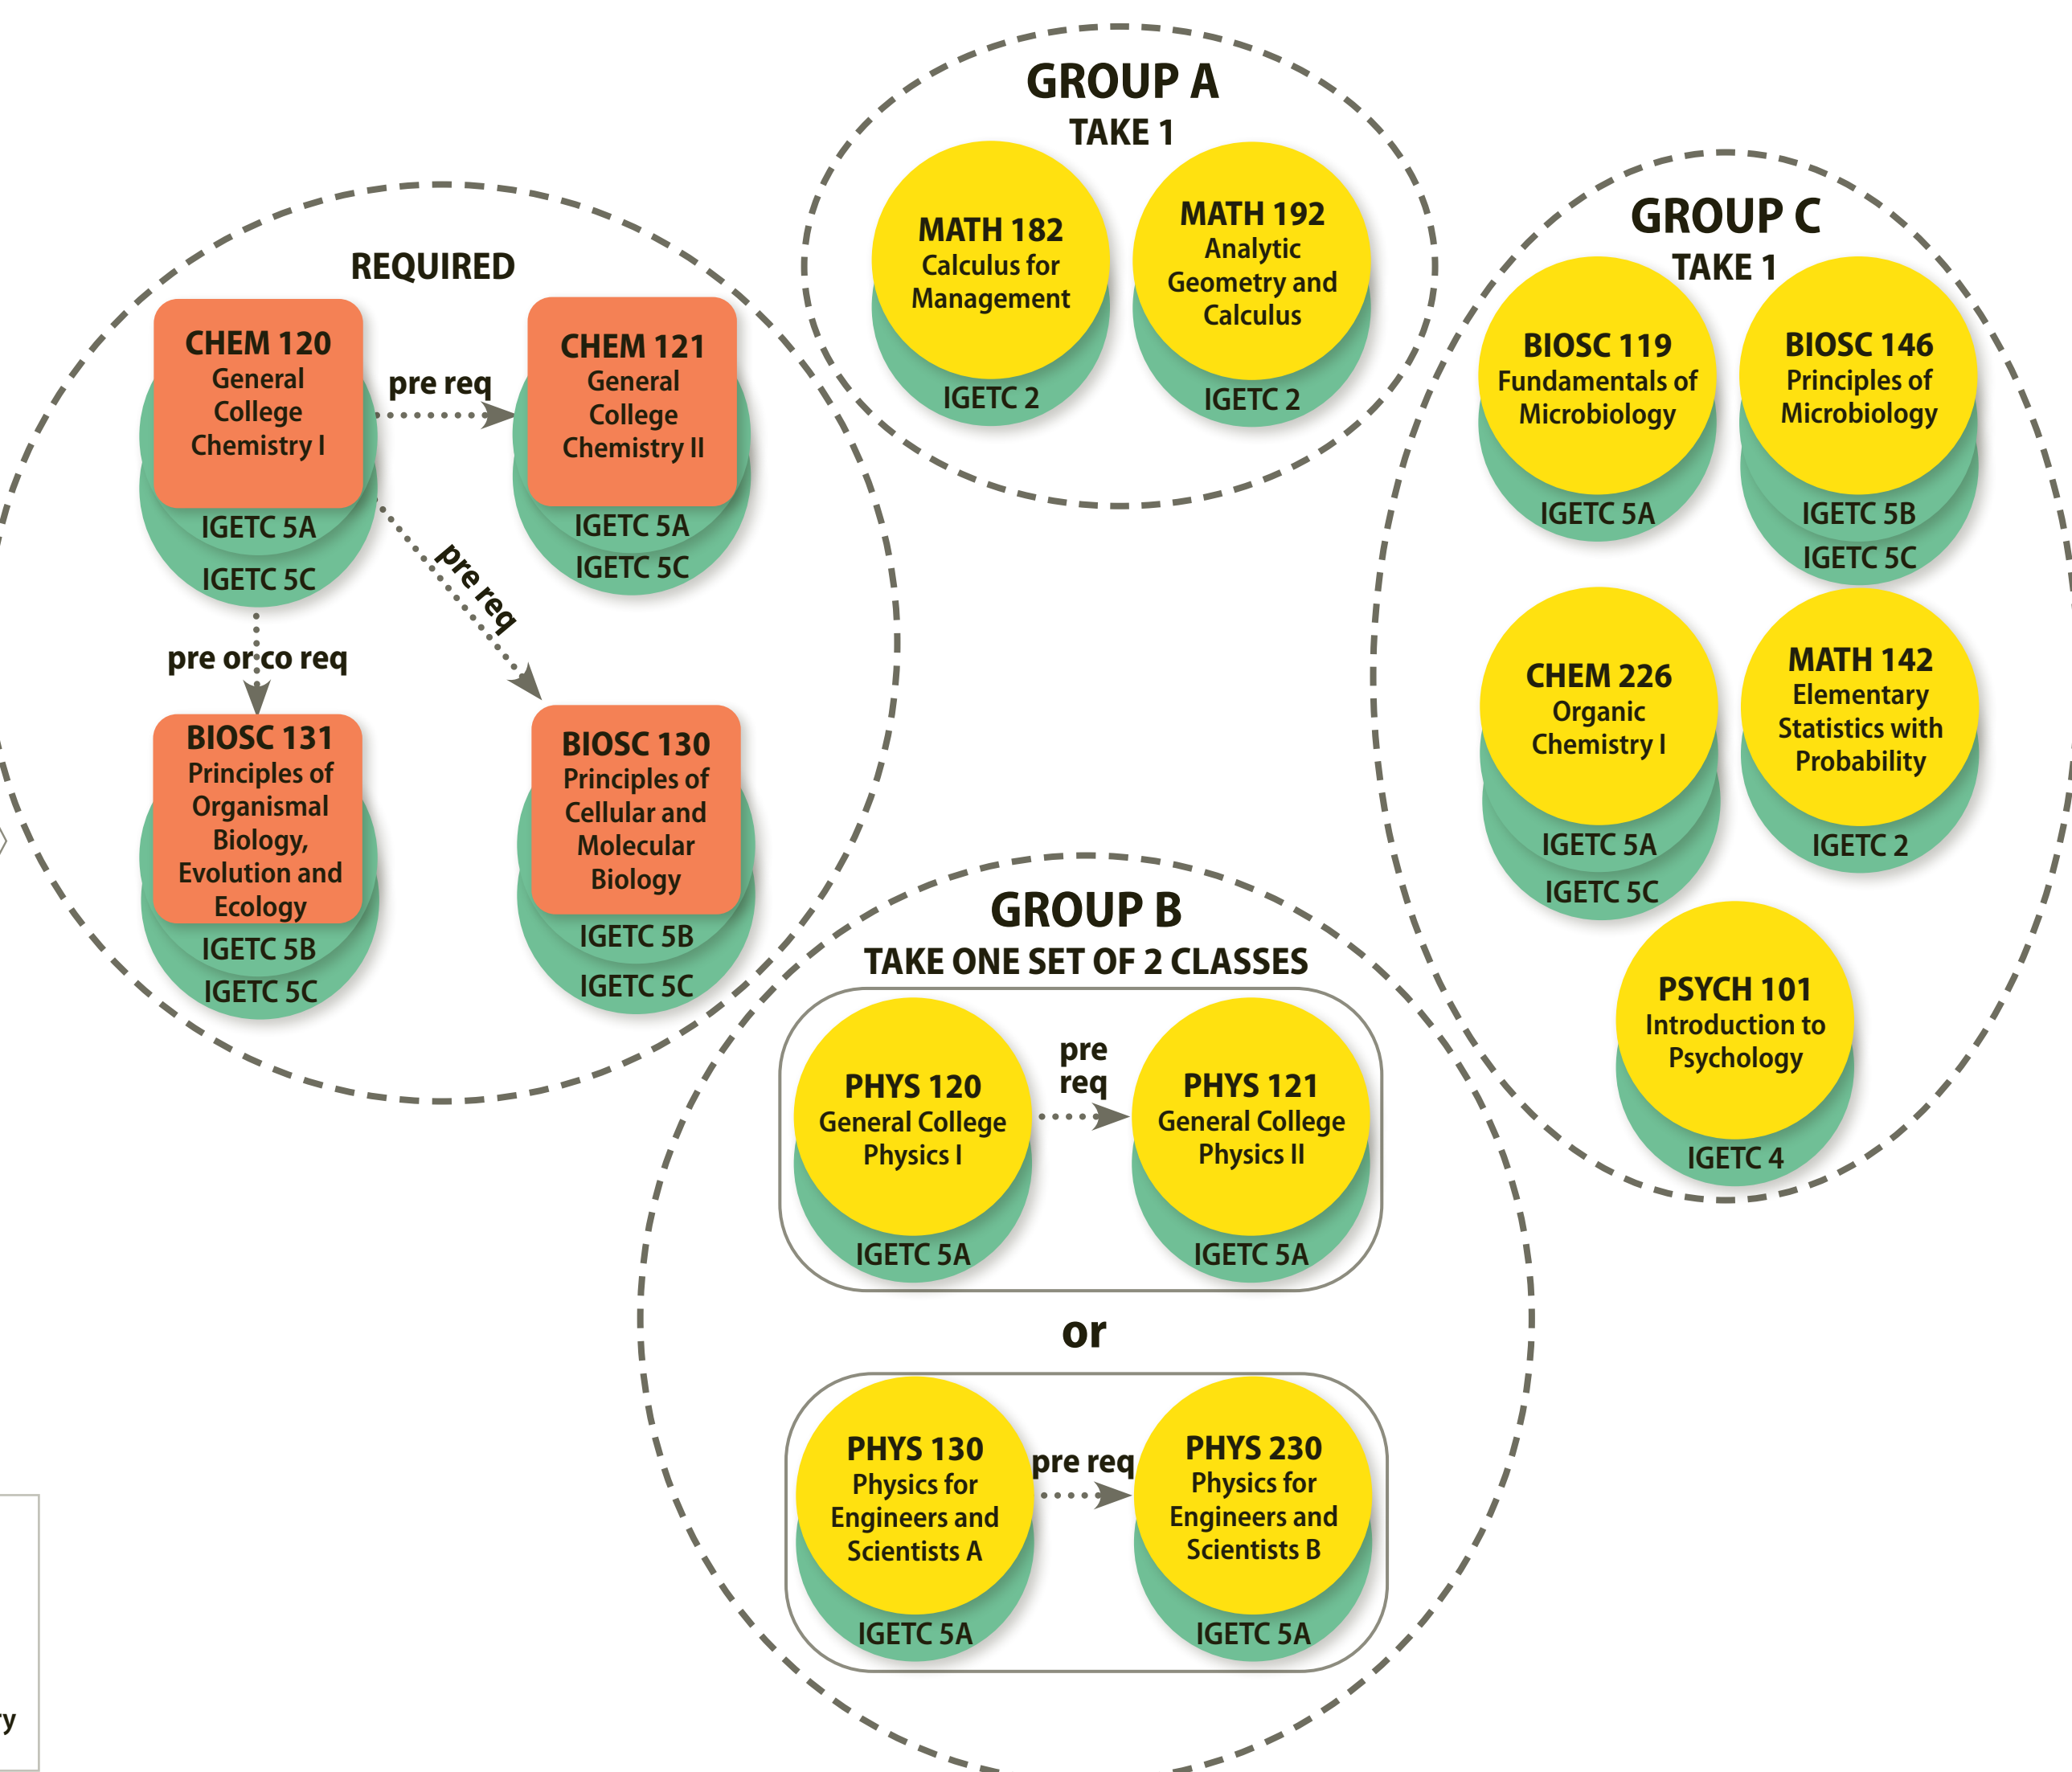 REQUIRED
CHEM 120
General
College
Chemistry I
IGETC 5A
IGETC 5C
pre req
CHEM 121
General
College
Chemistry II
IGETC 5A
IGETC 5C
pre req
pre or co req
BIOSC 131
Principles of
Organismal
Biology,
Evolution and
Ecology
IGETC 5B
IGETC 5C
BIOSC 130
Principles of
Cellular and
Molecular
Biology
IGETC 5B
IGETC 5C
GROUP A
TAKE 1
MATH 182
Calculus for
Management
IGETC 2
MATH 192
Analytic
Geometry and
Calculus
IGETC 2
GROUP B
TAKE ONE SET OF 2 CLASSES
PHYS 120
General College
Physics I
IGETC 5A
pre
req
PHYS 121
General College
Physics II
IGETC 5A
or
PHYS 130
Physics for
Engineers and
Scientists A
IGETC 5A
pre req
PHYS 230
Physics for
Engineers and
Scientists B
IGETC 5A
GROUP C
TAKE 1
BIOSC 119
Fundamentals of
Microbiology
IGETC 5A
BIOSC 146
Principles of
Microbiology
IGETC 5B
IGETC 5C
CHEM 226
Organic
Chemistry I
IGETC 5A
IGETC 5C
MATH 142
Elementary
Statistics with
Probability
IGETC 2
PSYCH 101
Introduction to
Psychology
IGETC 4